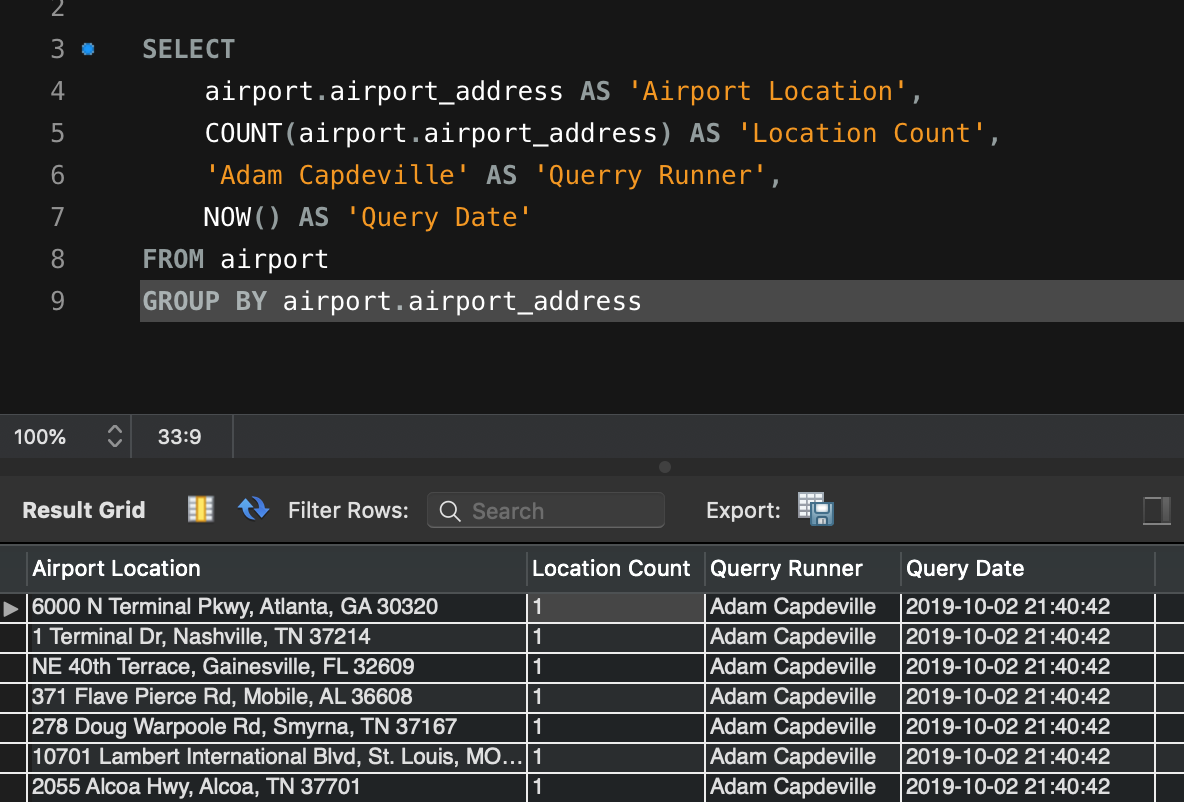 2
3 SELECT
4 airport.airport_address AS 'Airport Location',
5 COUNT(airport.airport_address) AS 'Location Count',
6 'Adam Capdeville' AS 'Querry Runner',
7 NOW() AS 'Query Date'
8 FROM airport
9 GROUP BY airport.airport_address
100% 33:9
Result Grid Filter Rows: Search Export:
Airport Location Location Count Querry Runner Query Date
6000 N Terminal Pkwy, Atlanta, GA 30320 1 Adam Capdeville 2019-10-02 21:40:42
1 Terminal Dr, Nashville, TN 37214 1 Adam Capdeville 2019-10-02 21:40:42
NE 40th Terrace, Gainesville, FL 32609 1 Adam Capdeville 2019-10-02 21:40:42
371 Flave Pierce Rd, Mobile, AL 36608 1 Adam Capdeville 2019-10-02 21:40:42
278 Doug Warpoole Rd, Smyrna, TN 37167 1 Adam Capdeville 2019-10-02 21:40:42
10701 Lambert International Blvd, St. Louis, MO... 1 Adam Capdeville 2019-10-02 21:40:42
2055 Alcoa Hwy, Alcoa, TN 37701 1 Adam Capdeville 2019-10-02 21:40:42